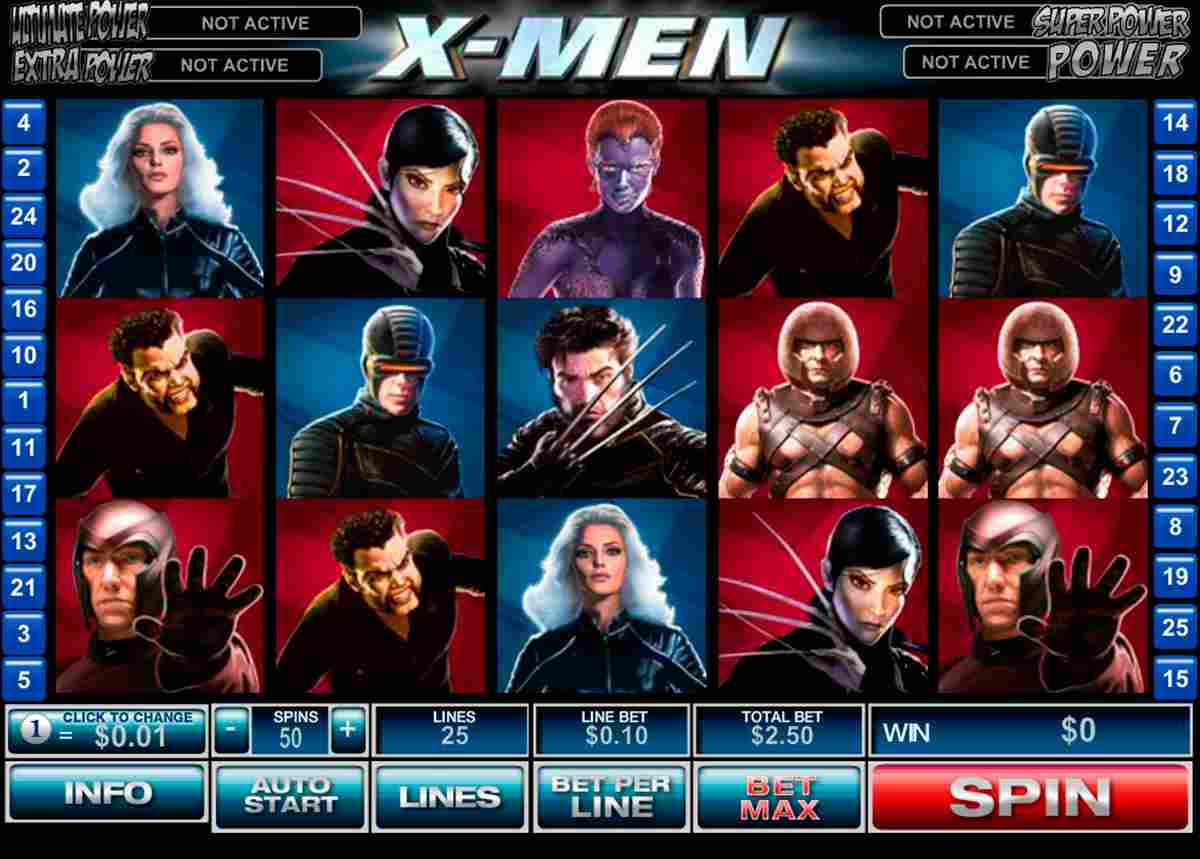 ULTIMATE POWER NOT ACTIVE
EXTRA POWER NOT ACTIVE
X-MEN
NOT ACTIVE SUPER POWER
NOT ACTIVE POWER
4
2
24
20
16
10
1
11
17
13
21
3
5
14
18
12
9
22
6
7
23
8
19
25
15
1 = CLICK TO CHANGE
$0.01
- SPINS +
50
LINES
25
LINE BET
$0.10
TOTAL BET
$2.50
WIN $0
INFO
AUTO
START
LINES
BET PER
LINE
BET
MAX
SPIN